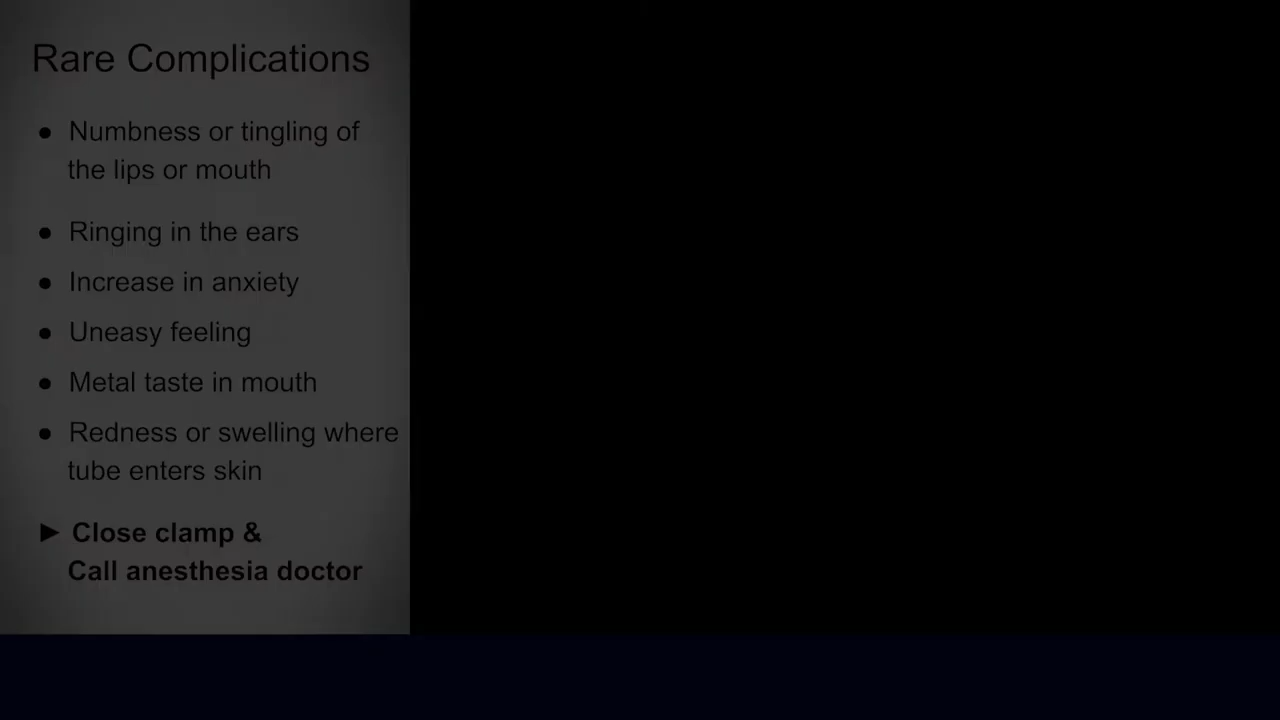 Rare Complications
● Numbness or tingling of
the lips or mouth
● Ringing in the ears
● Increase in anxiety
● Uneasy feeling
● Metal taste in mouth
● Redness or swelling where
tube enters skin
► Close clamp &
Call anesthesia doctor